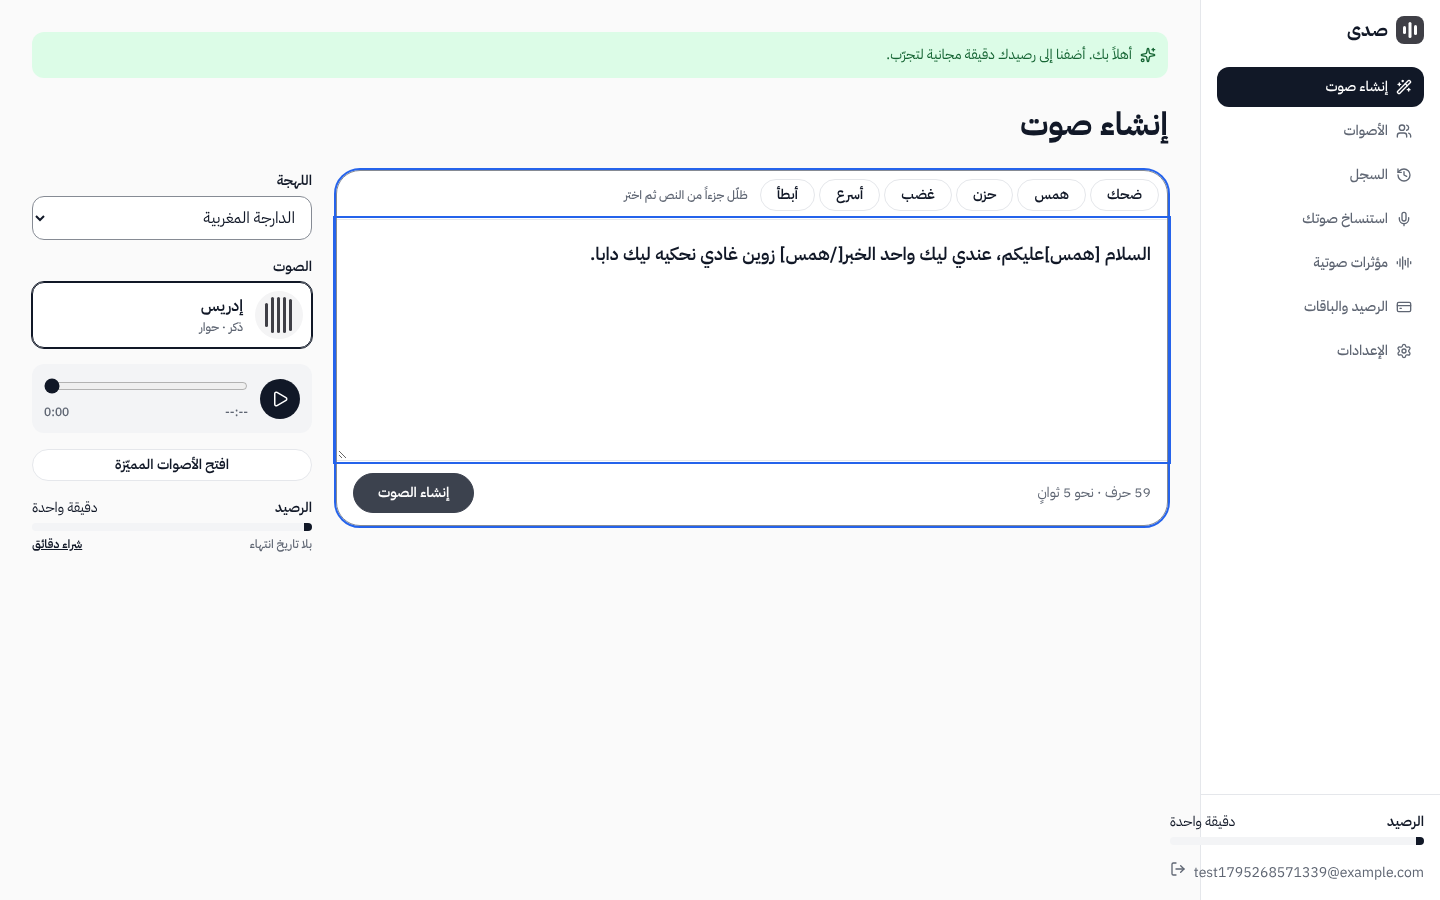 صدى
إنشاء صوت
الأصوات
السجل
استنساخ صوتك
مؤثرات صوتية
الرصيد والباقات
الإعدادات
الرصيد دقيقة واحدة
test1795268571339@example.com
أهلاً بك. أضفنا إلى رصيدك دقيقة مجانية لتجرّب.
إنشاء صوت
ضحك همس حزن غضب أسرع أبطأ ظلّل جزءاً من النص ثم اختر
السلام [همس]عليكم، عندي ليك واحد الخبر[/همس] زوين غادي نحكيه ليك دابا.
59 حرف · نحو 5 ثوانٍ
إنشاء الصوت
اللهجة
الدارجة المغربية
الصوت
إدريس
ذكر · حوار
0:00 --:--
افتح الأصوات المميّزة
الرصيد دقيقة واحدة
بلا تاريخ انتهاء شراء دقائق